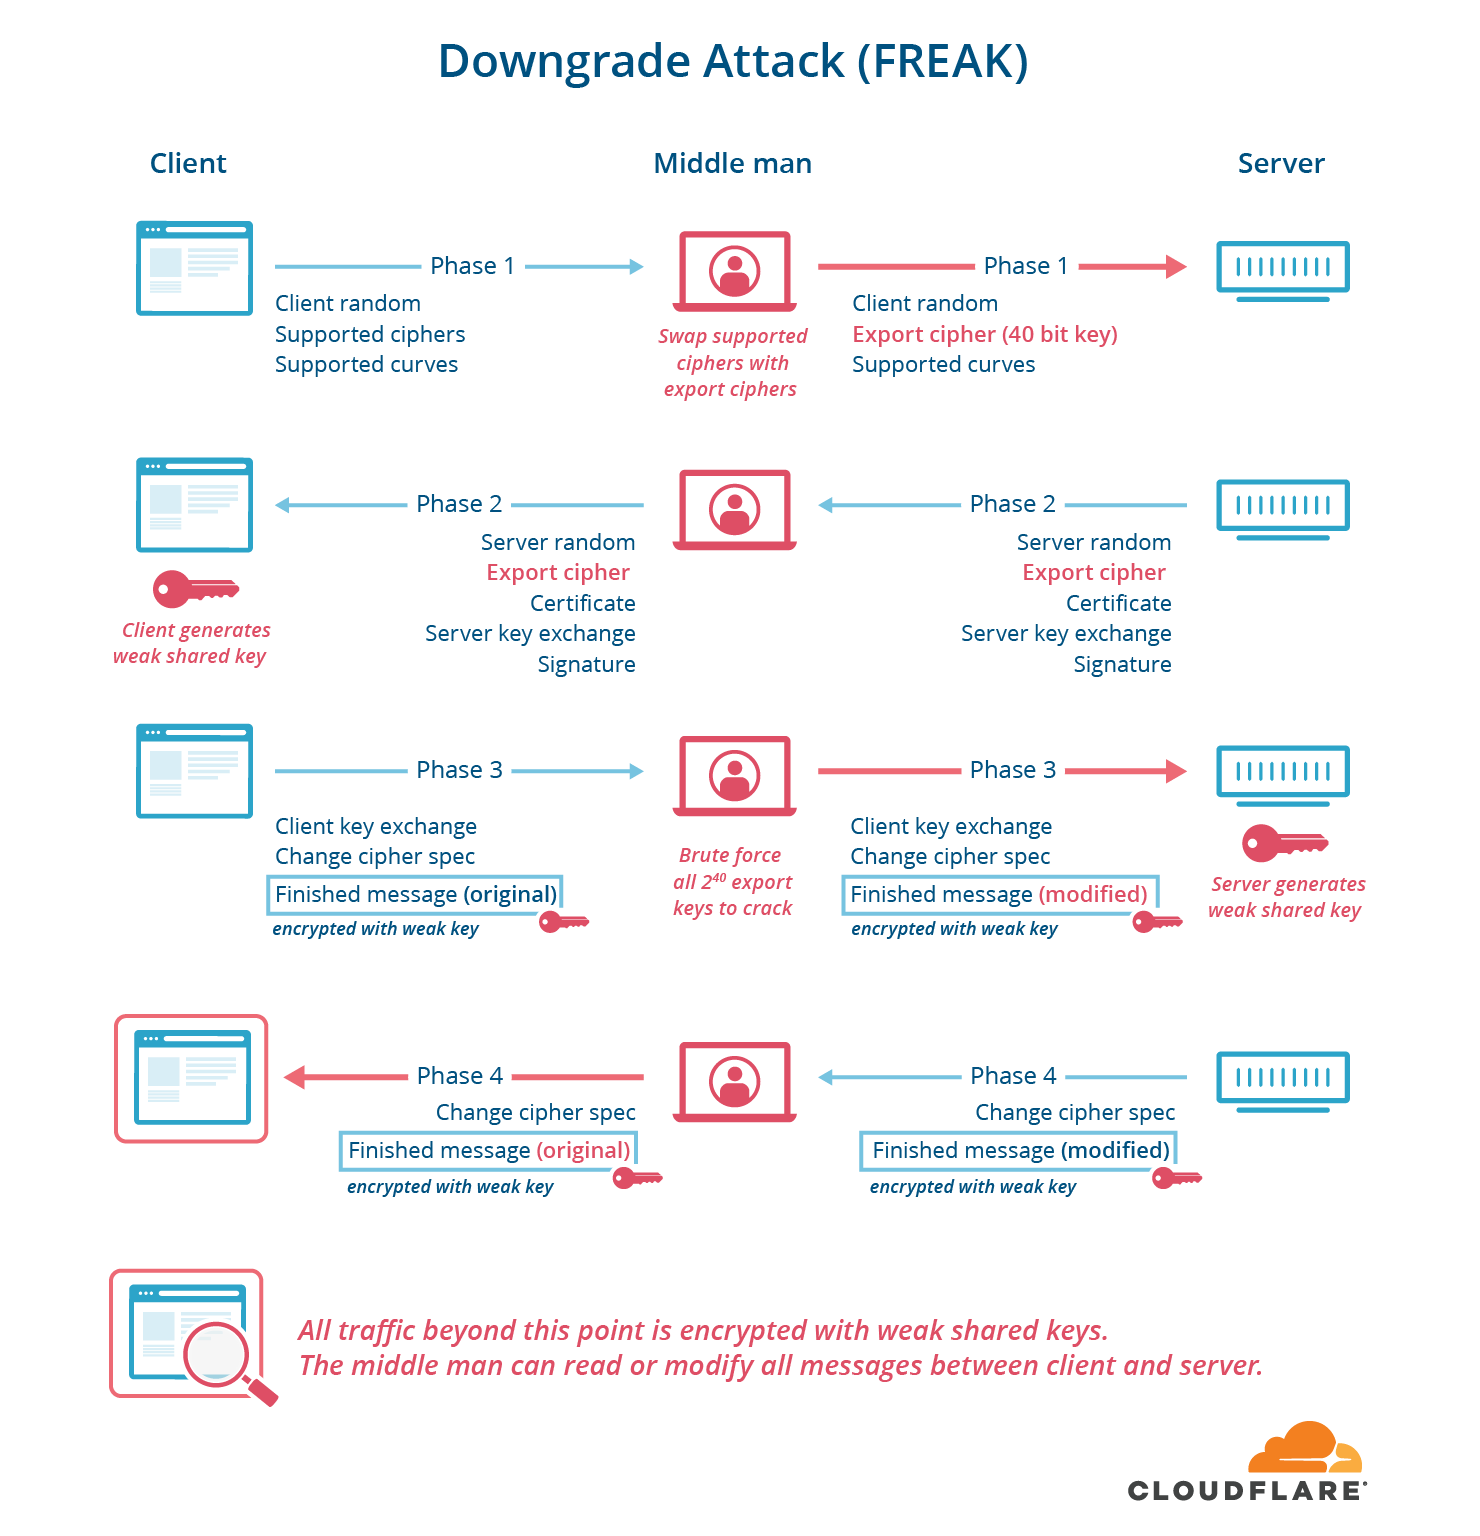 Downgrade Attack (FREAK)
Client
Middle man
Server
Phase 1
Client random
Supported ciphers
Supported curves
Swap supported
ciphers with
export ciphers
Phase 1
Client random
Export cipher (40 bit key)
Supported curves
Client generates
weak shared key
Phase 2
Server random
Export cipher
Certificate
Server key exchange
Signature
Phase 2
Server random
Export cipher
Certificate
Server key exchange
Signature
Phase 3
Client key exchange
Change cipher spec
Finished message (original)
encrypted with weak key
Brute force
all 2⁴⁰ export
keys to crack
Phase 3
Client key exchange
Change cipher spec
Finished message (modified)
encrypted with weak key
Server generates
weak shared key
Phase 4
Change cipher spec
Finished message (original)
encrypted with weak key
Phase 4
Change cipher spec
Finished message (modified)
encrypted with weak key
All traffic beyond this point is encrypted with weak shared keys.
The middle man can read or modify all messages between client and server.
CLOUDFLARE